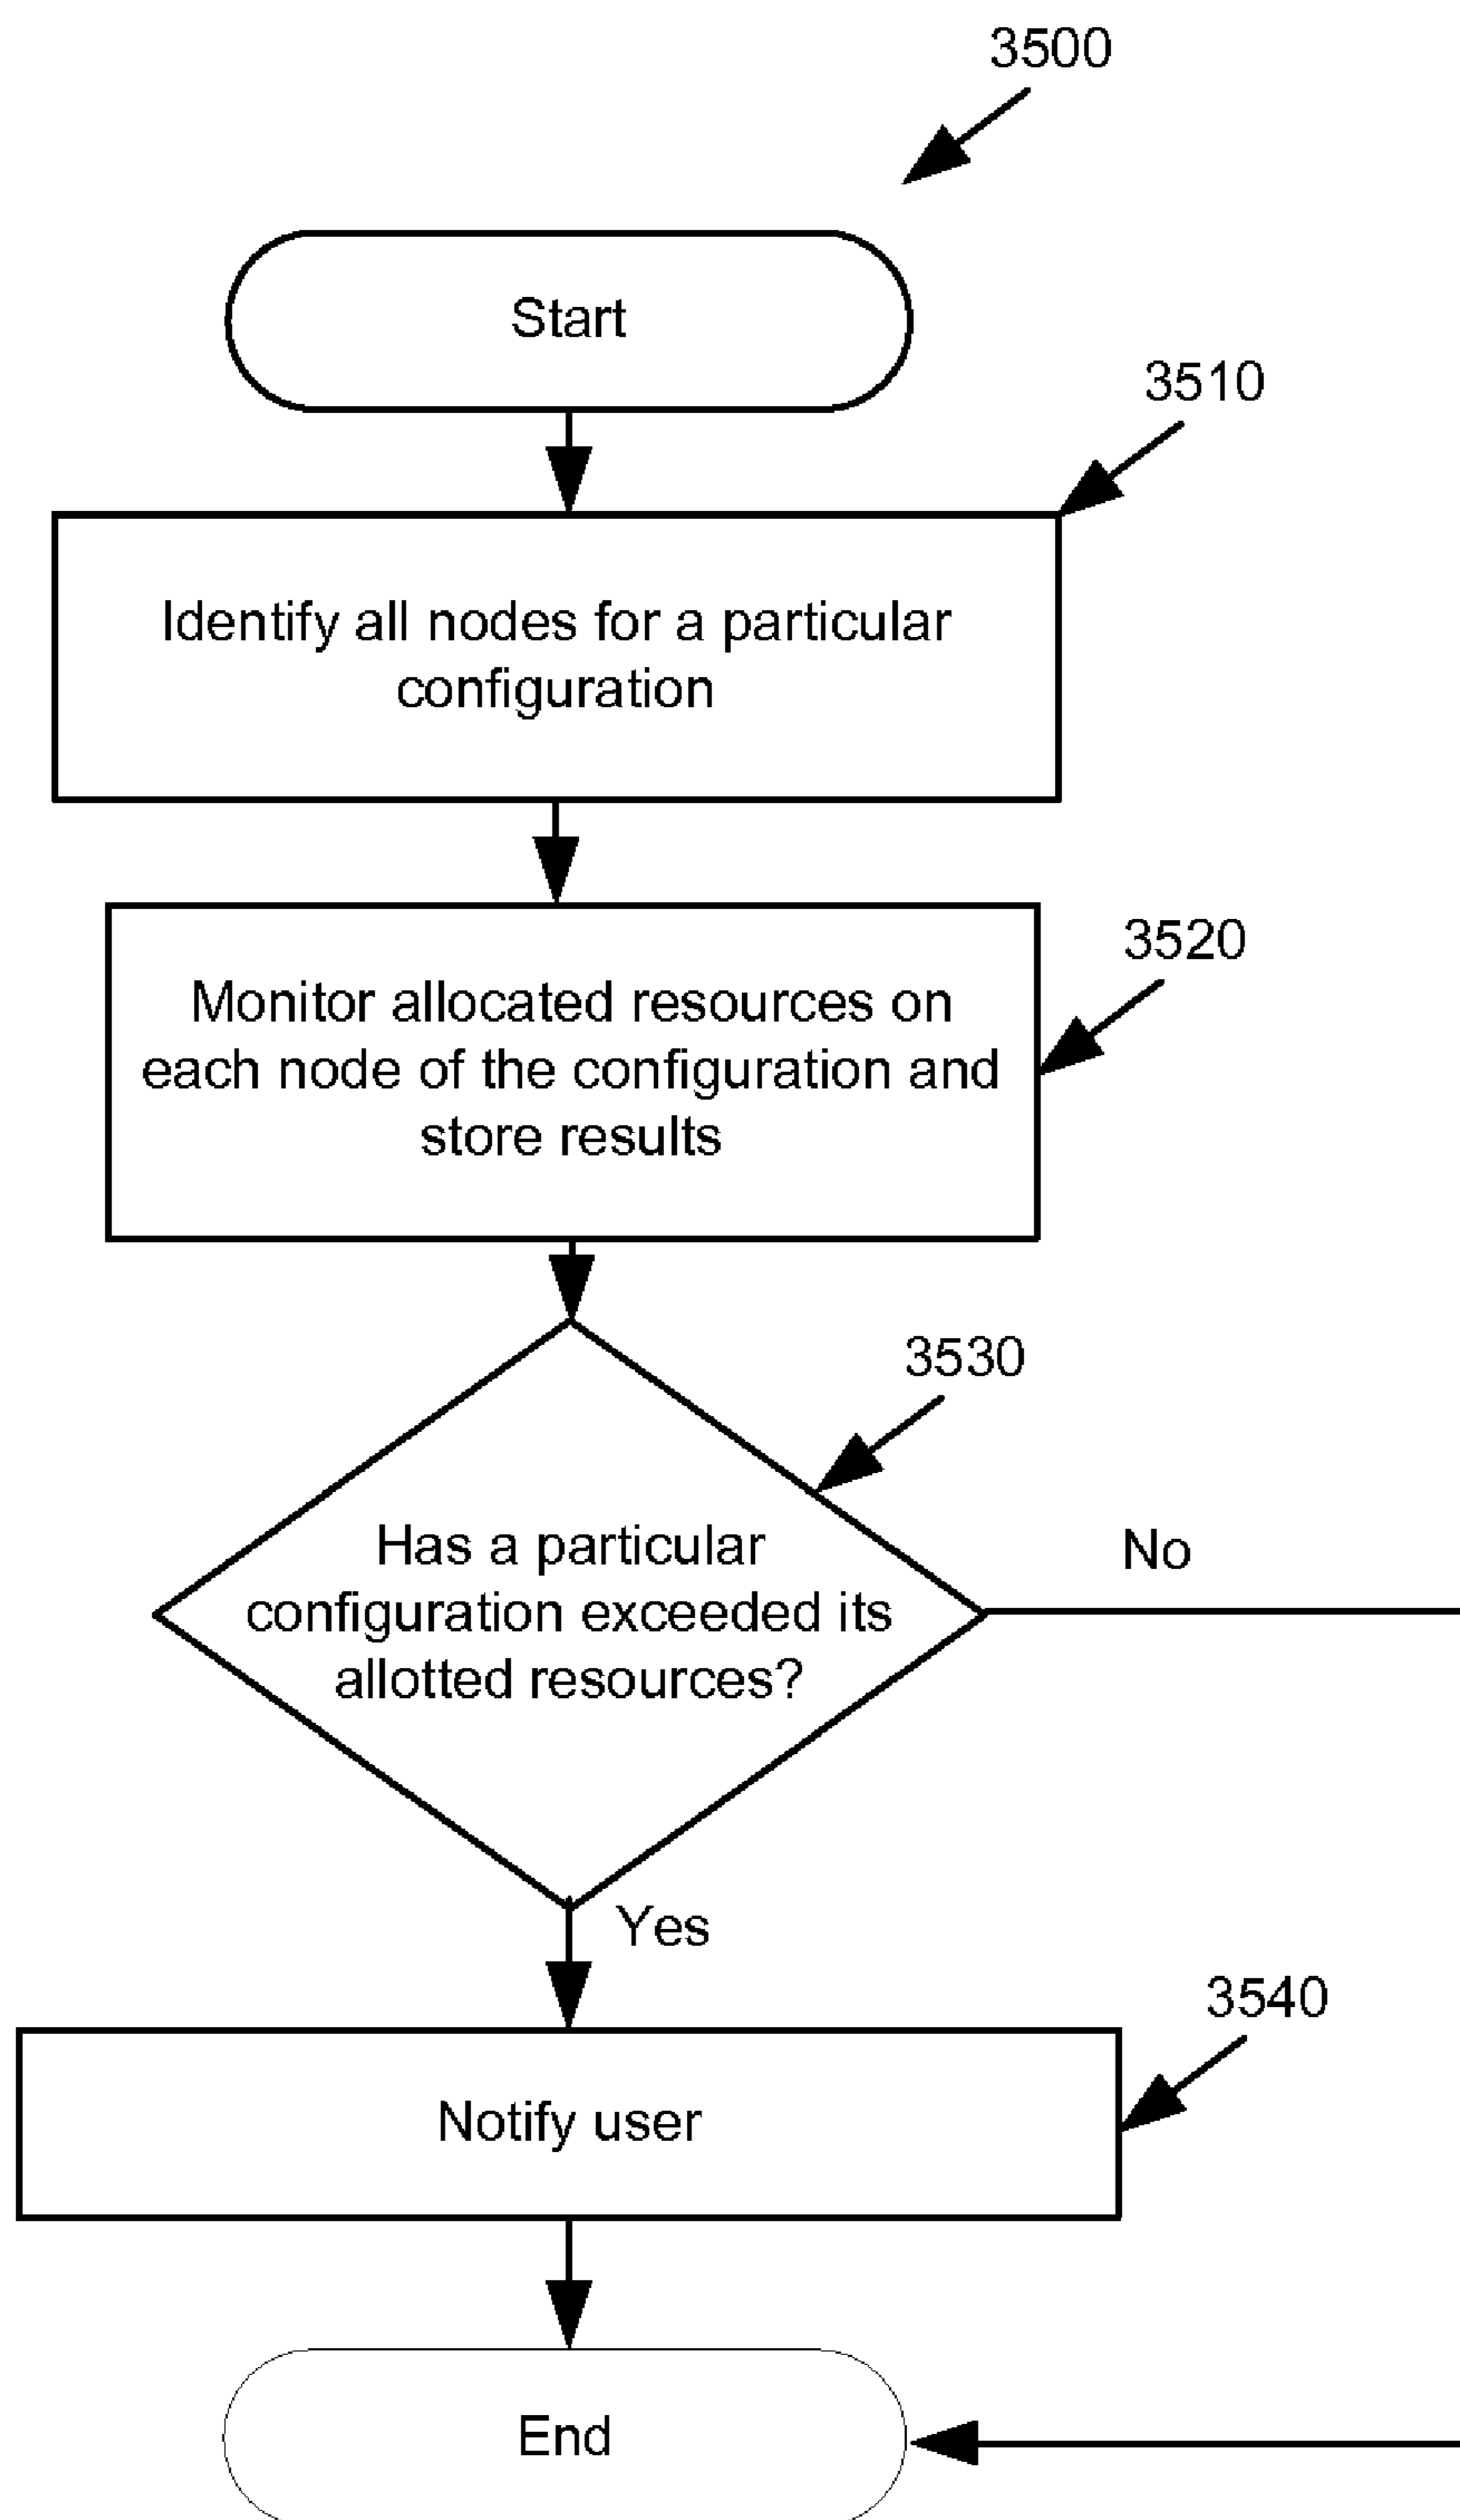 3500
Start
3510
Identify all nodes for a particular
configuration
3520
Monitor allocated resources on
each node of the configuration and
store results
3530
Has a particular
configuration exceeded its
allotted resources?
No
Yes
3540
Notify user
End